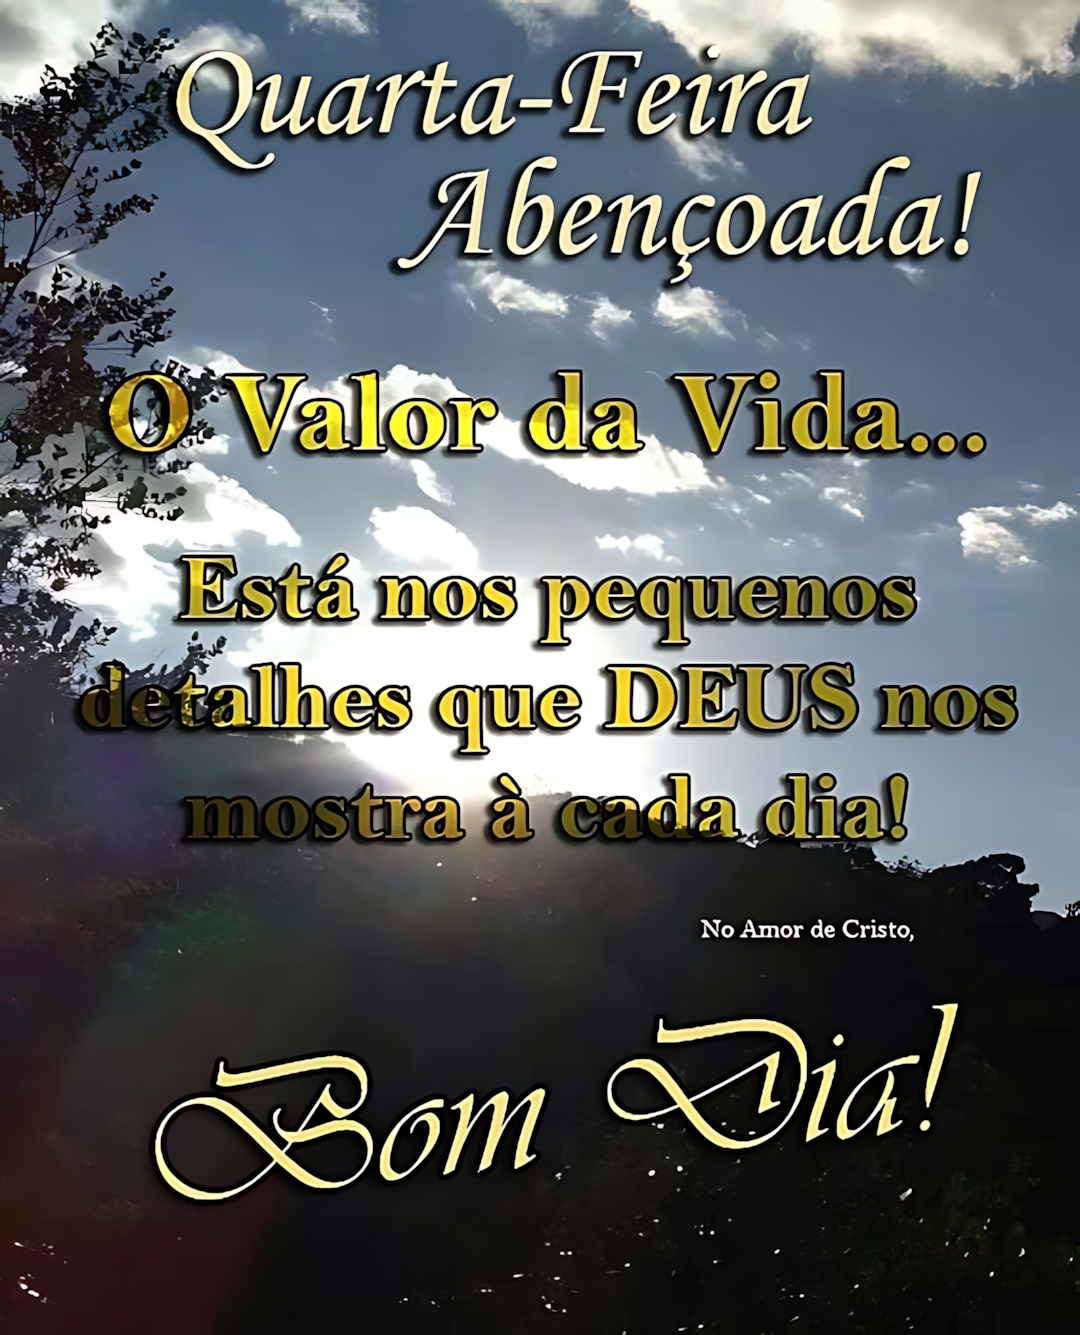 Quarta-Feira
Abençoada!
O Valor da Vida...
Está nos pequenos
detalhes que DEUS nos
mostra à cada dia!
No Amor de Cristo,
Bom Dia!